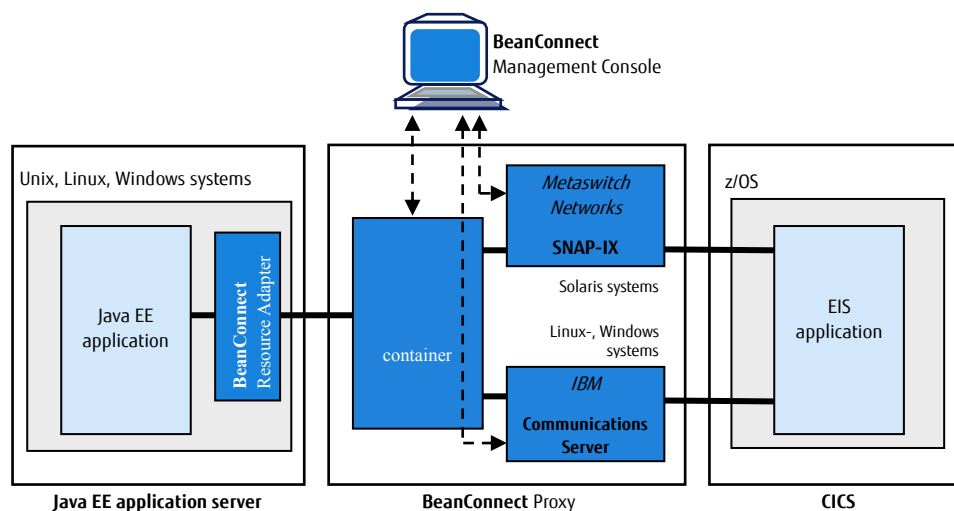 BeanConnect
Management Console
Unix, Linux, Windows systems
Java EE
application
BeanConnect
Resource Adapter
container
Metaswitch
Networks
SNAP-IX
Solaris systems
Linux-, Windows
systems
IBM
Communications
Server
z/OS
EIS
application
Java EE application server
BeanConnect Proxy
CICS